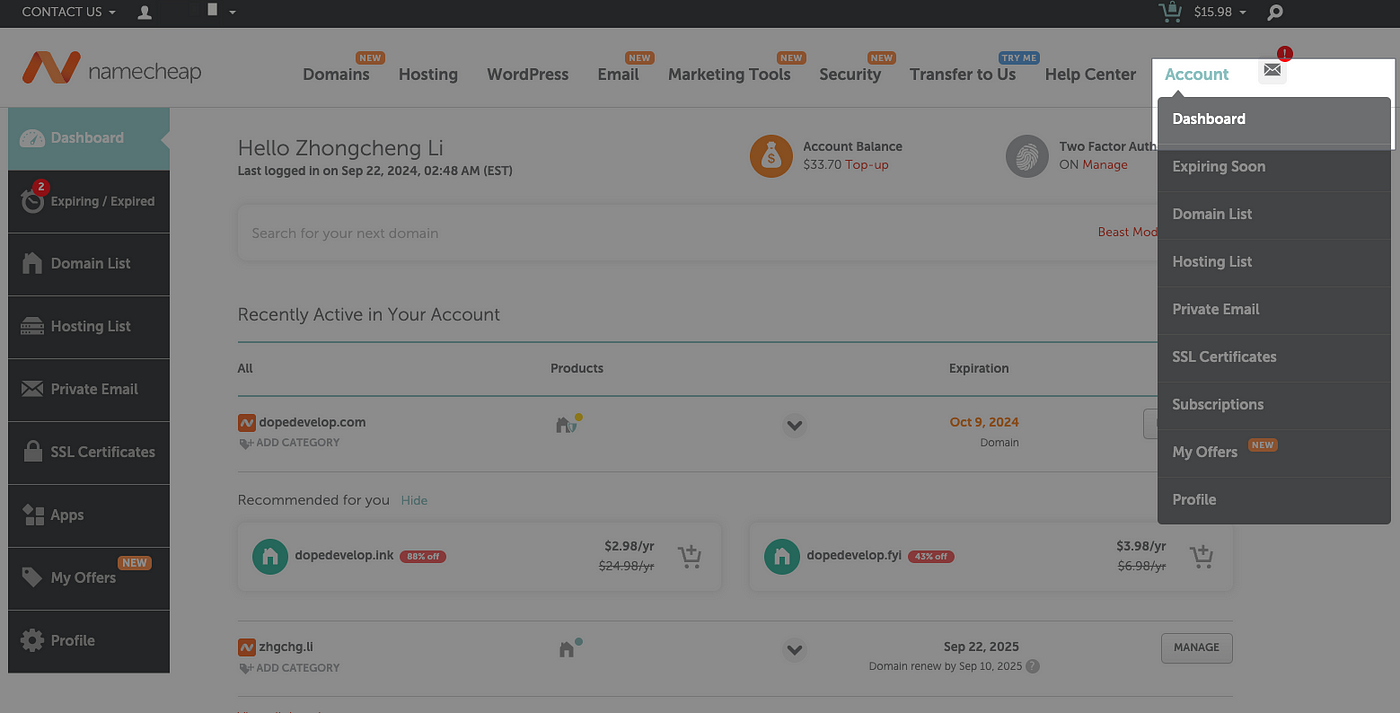 CONTACT US
$15.98
namecheap
NEW
NEW
NEW
NEW
TRY ME
Domains Hosting WordPress Email Marketing Tools Security Transfer to Us Help Center Account
!
Dashboard
2
Expiring / Expired
Domain List
Hosting List
Private Email
SSL Certificates
Apps
NEW
My Offers
Profile
Hello Zhongcheng Li
Last logged in on Sep 22, 2024, 02:48 AM (EST)
Account Balance
$33.70 Top-up
Two Factor Auth
ON Manage
Search for your next domain
Beast Mod
Recently Active in Your Account
All Products Expiration
dopedevelop.com
ADD CATEGORY
Oct 9, 2024
Domain
Recommended for you Hide
dopedevelop.ink 88% off
$2.98/yr
$24.98/yr
dopedevelop.fyi 43% off
$3.98/yr
$6.98/yr
zhgchg.li
ADD CATEGORY
Sep 22, 2025
Domain renew by Sep 10, 2025 ?
MANAGE
Dashboard
Expiring Soon
Domain List
Hosting List
Private Email
SSL Certificates
Subscriptions
My Offers NEW
Profile